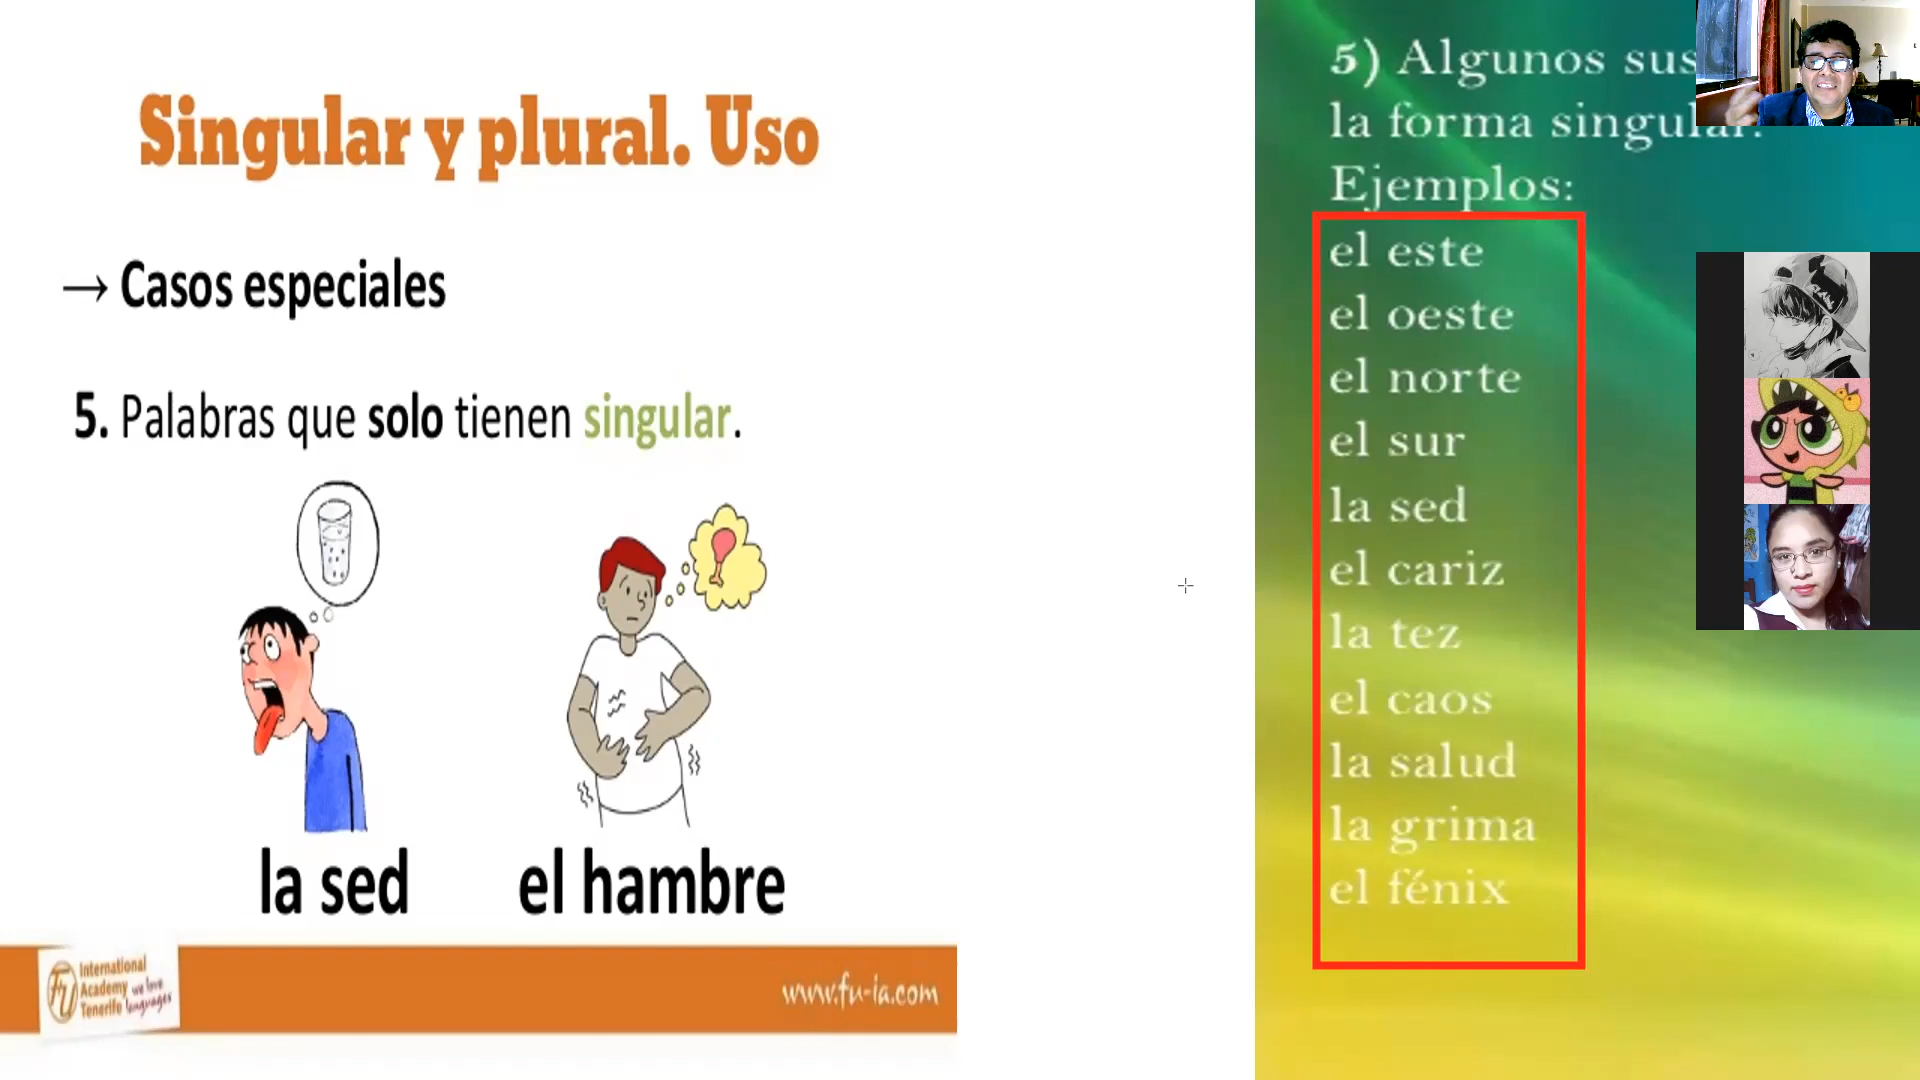 Singular y plural. Uso
→ Casos especiales
5. Palabras que solo tienen singular.
la sed
el hambre
International
Academy
Tenerife
we love
languages
www.fu-ia.com
5) Algunos sus
la forma singular.
Ejemplos:
el este
el oeste
el norte
el sur
la sed
el cariz
la tez
el caos
la salud
la grima
el fénix